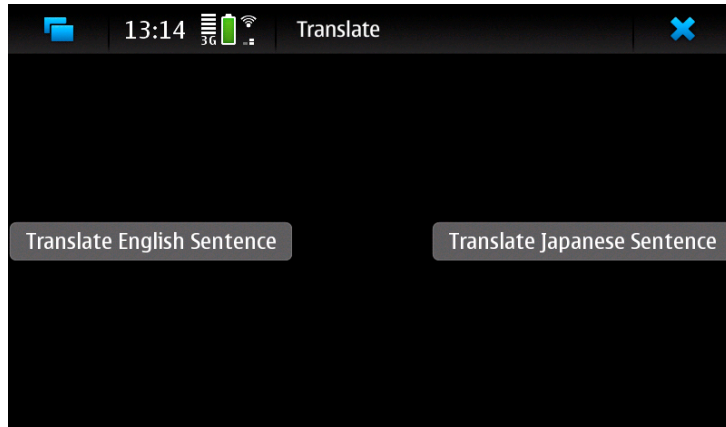 13:14
3G
Translate
Translate English Sentence
Translate Japanese Sentence